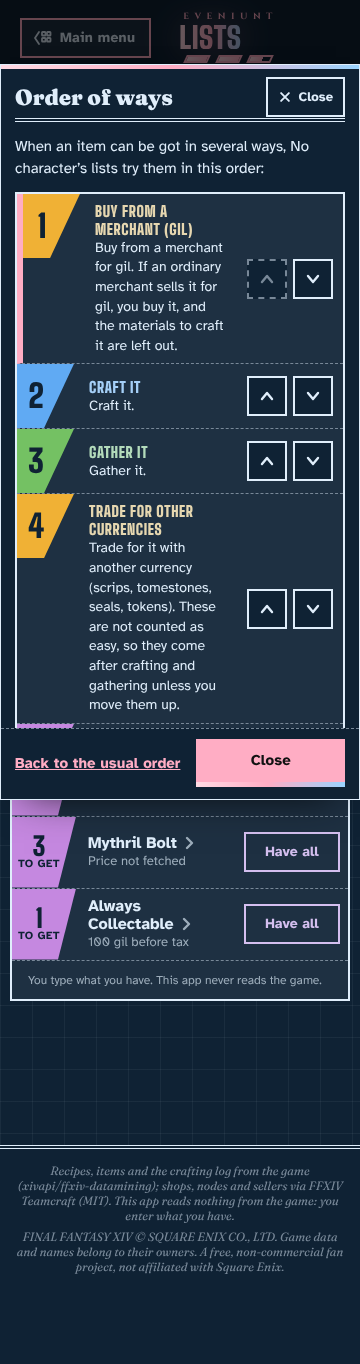 EVENIUNT
Main menu
LISTS
Order of ways
Close
When an item can be got in several ways, No
character's lists try them in this order:
1
BUY FROM A
MERCHANT (GIL)
Buy from a merchant
for gil. If an ordinary
merchant sells it for
gil, you buy it, and
the materials to craft
it are left out.
2
CRAFT IT
Craft it.
3
GATHER IT
Gather it.
4
TRADE FOR OTHER
CURRENCIES
Trade for it with
another currency
(scrips, tomestones,
seals, tokens). These
are not counted as
easy, so they come
after crafting and
gathering unless you
move them up.
Back to the usual order
Close
3
TO GET
Mythril Bolt
Price not fetched
Have all
1
TO GET
Always
Collectable
100 gil before tax
Have all
You type what you have. This app never reads the game.
Recipes, items and the crafting log from the game
(xivapi/ffxiv-datamining); shops, nodes and sellers via FFXIV
Teamcraft (MIT). This app reads nothing from the game: you
enter what you have.
FINAL FANTASY XIV © SQUARE ENIX CO., LTD. Game data
and names belong to their owners. A free, non-commercial fan
project, not affiliated with Square Enix.